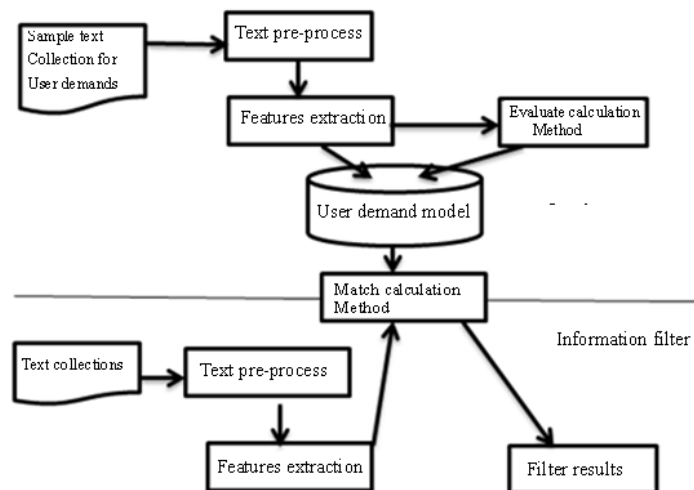 Sample text
Collection for
User demands
Text pre-process
Features extraction
Evaluate calculation
Method
User demand model
Match calculation
Method
Information filter
Text collections
Text pre-process
Features extraction
Filter results